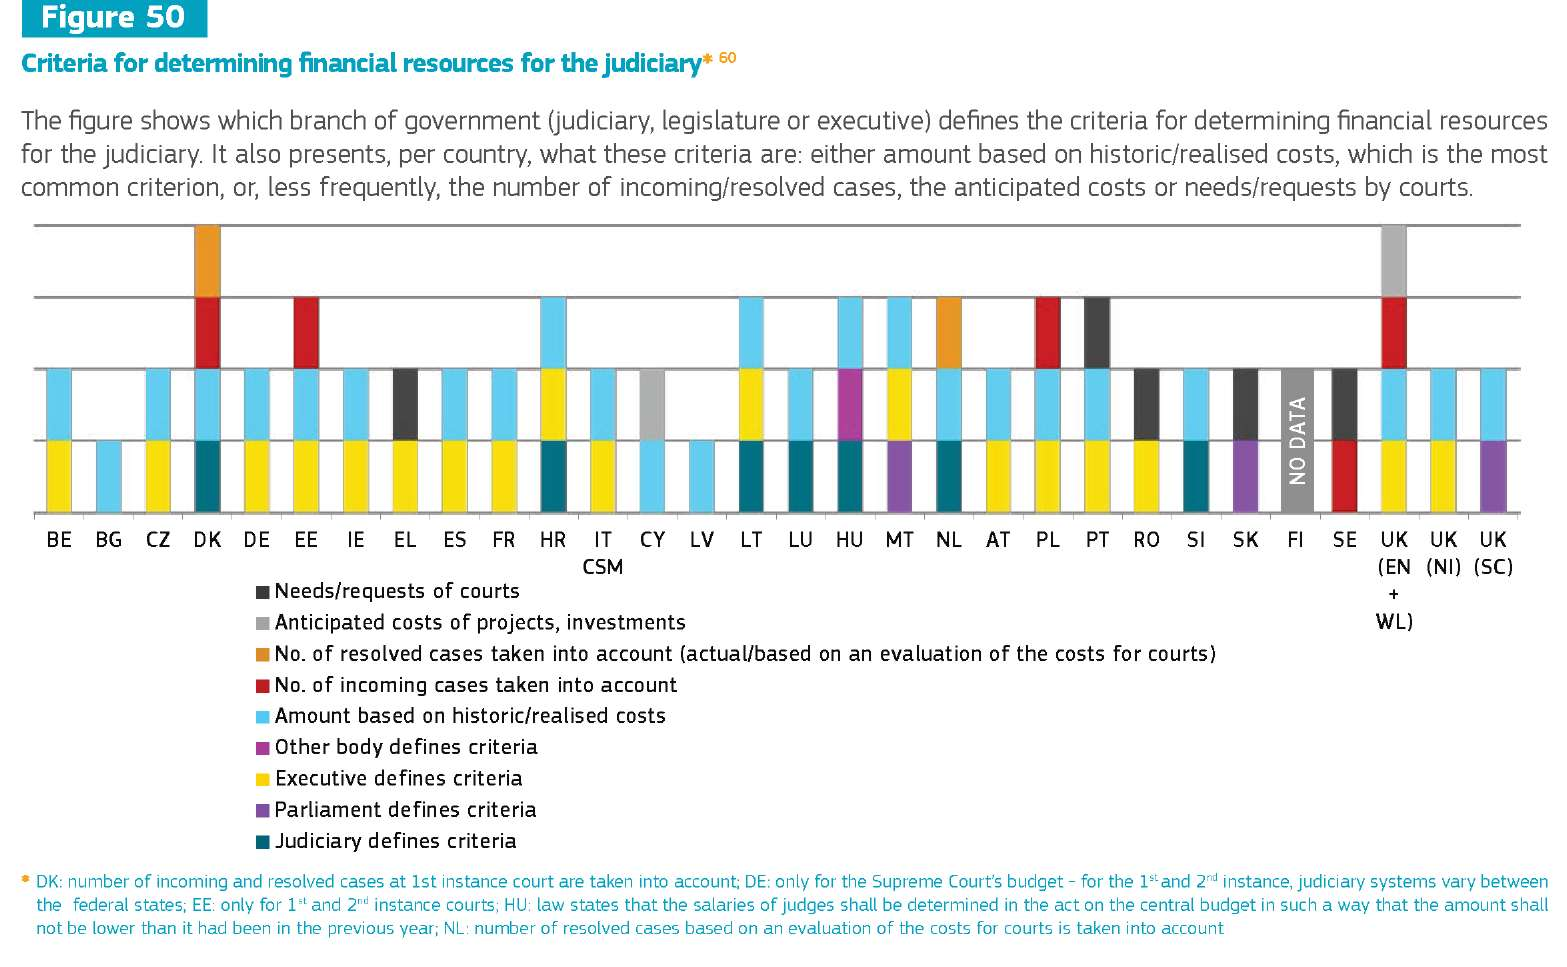 Figure 50
Criteria for determining financial resources for the judiciary* 60
The figure shows which branch of government (judiciary, legislature or executive) defines the criteria for determining financial resources
for the judiciary. It also presents, per country, what these criteria are: either amount based on historic/realised costs, which is the most
common criterion, or, less frequently, the number of incoming/resolved cases, the anticipated costs or needs/requests by courts.
NO DATA
BE BG CZ DK DE EE IE EL ES FR HR IT CY LV LT LU HU MT NL AT PL PT RO SI SK FI SE UK UK UK
CSM (EN (NI) (SC)
+
WL)
Needs/requests of courts
Anticipated costs of projects, investments
No. of resolved cases taken into account (actual/based on an evaluation of the costs for courts)
No. of incoming cases taken into account
Amount based on historic/realised costs
Other body defines criteria
Executive defines criteria
Parliament defines criteria
Judiciary defines criteria
* DK: number of incoming and resolved cases at 1st instance court are taken into account; DE: only for the Supreme Court's budget – for the 1st and 2nd instance, judiciary systems vary between
the federal states; EE: only for 1st and 2nd instance courts; HU: law states that the salaries of judges shall be determined in the act on the central budget in such a way that the amount shall
not be lower than it had been in the previous year; NL: number of resolved cases based on an evaluation of the costs for courts is taken into account